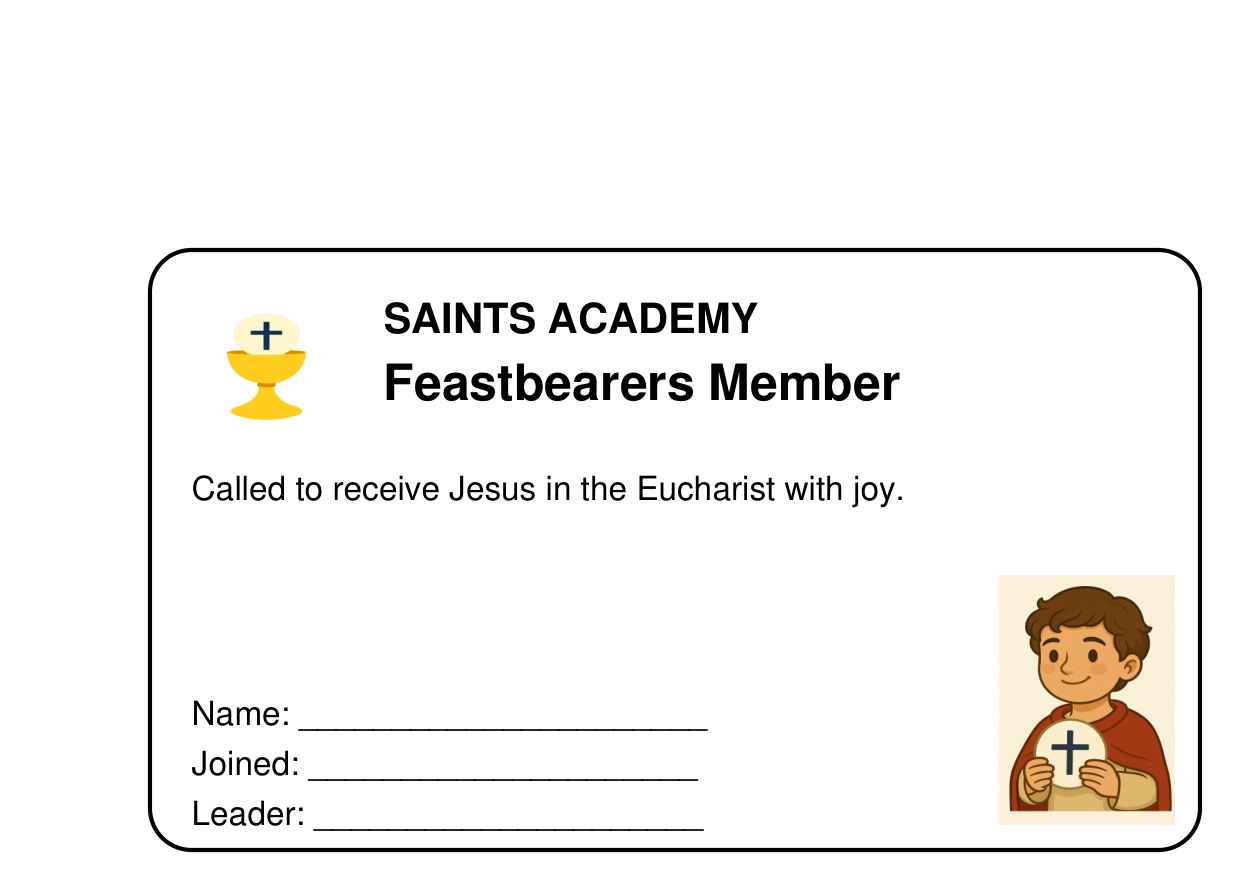 SAINTS ACADEMY
Feastbearers Member
Called to receive Jesus in the Eucharist with joy.
Name: ______________________
Joined: _____________________
Leader: _____________________